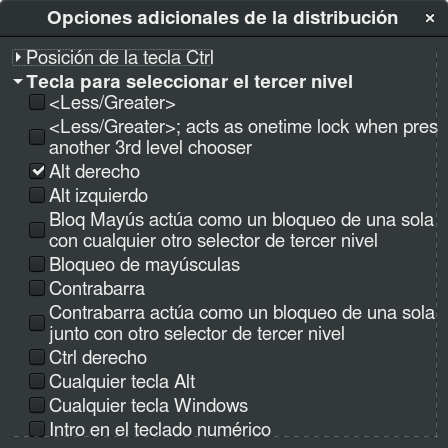 Opciones adicionales de la distribución
Posición de la tecla Ctrl
Tecla para seleccionar el tercer nivel
<Less/Greater>
<Less/Greater>; acts as onetime lock when pres
another 3rd level chooser
Alt derecho
Alt izquierdo
Bloq Mayús actúa como un bloqueo de una sola
con cualquier otro selector de tercer nivel
Bloqueo de mayúsculas
Contrabarra
Contrabarra actúa como un bloqueo de una sola
junto con otro selector de tercer nivel
Ctrl derecho
Cualquier tecla Alt
Cualquier tecla Windows
Intro en el teclado numérico